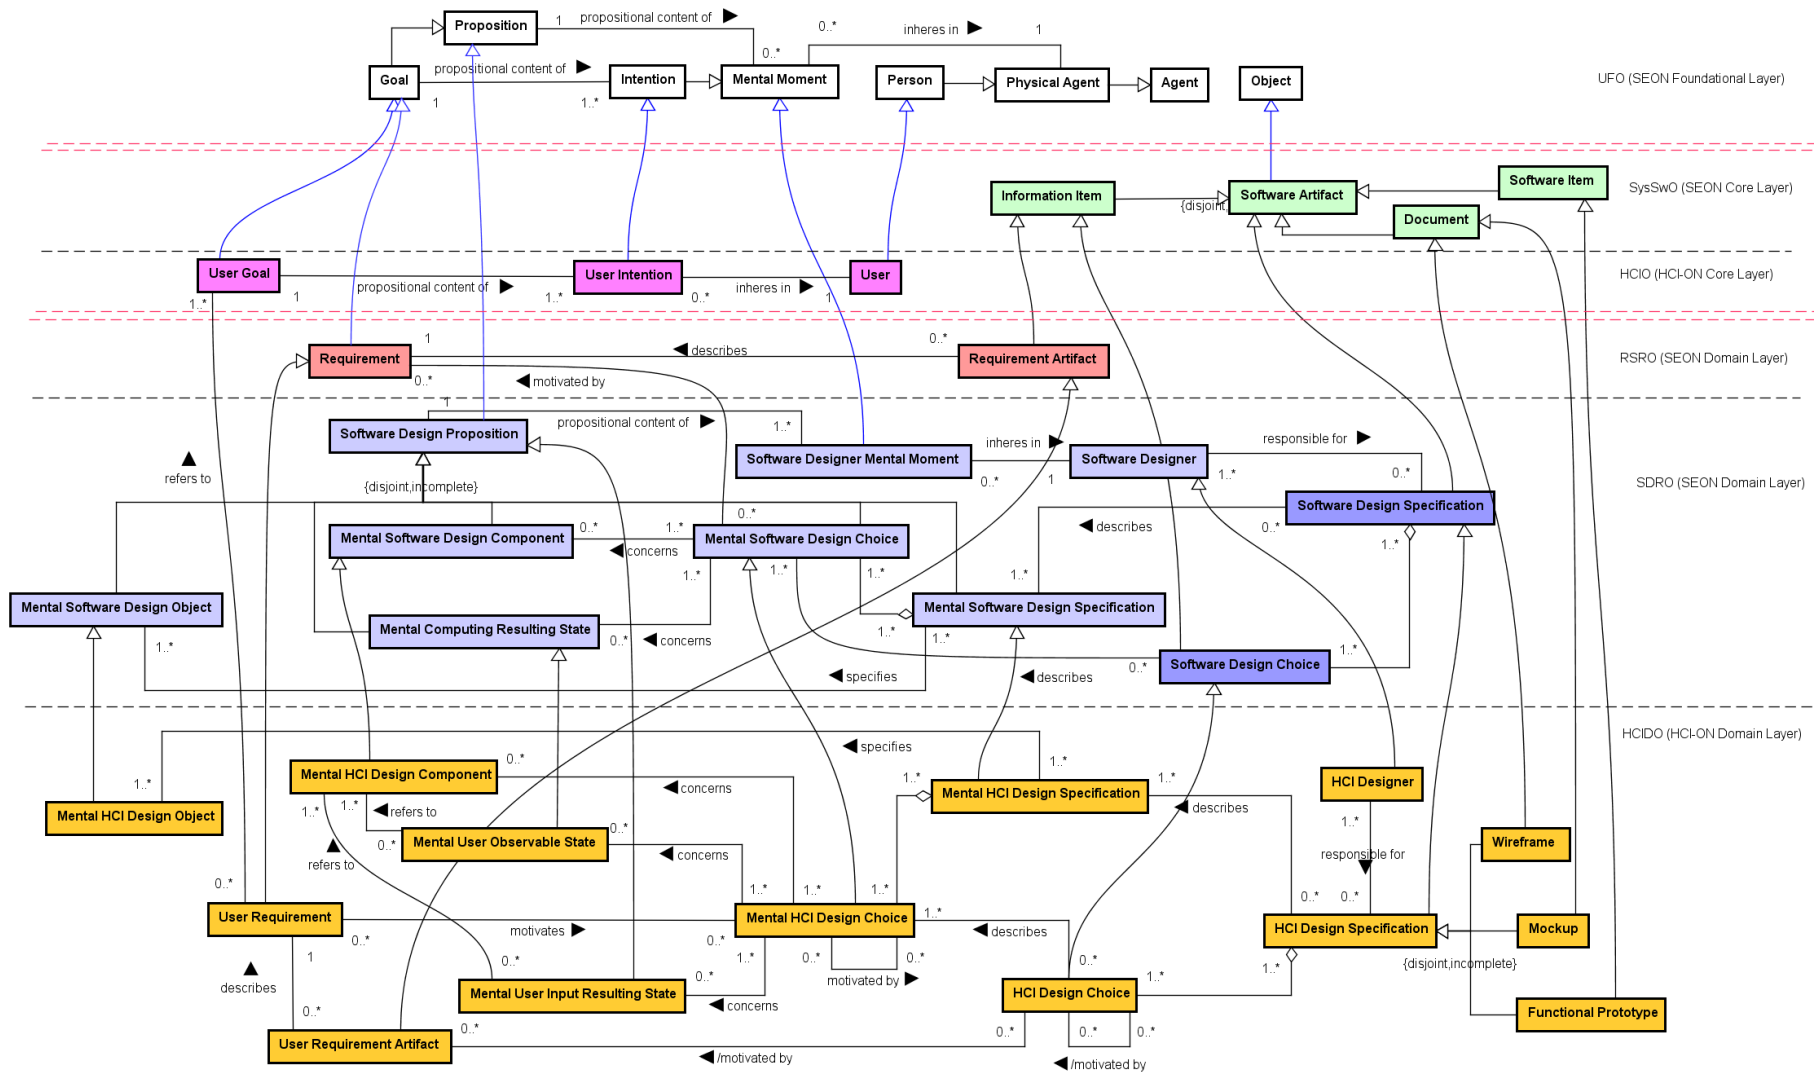 Proposition
1
propositional content of
0..*
0..*
inheres in
1
Goal
propositional content of
1
1..*
Intention
Mental Moment
Person
Physical Agent
Agent
Object
UFO (SEON Foundational Layer)
Information Item
{disjoint,
Software Artifact
Software Item
Document
SysSwO (SEON Core Layer)
User Goal
1..*
1
propositional content of
1..*
User Intention
0..*
inheres in
1
User
HCIO (HCI-ON Core Layer)
Requirement
1
describes
0..*
Requirement Artifact
0..*
motivated by
RSRO (SEON Domain Layer)
1
Software Design Proposition
propositional content of
1..*
Software Designer Mental Moment
0..*
inheres in
1
Software Designer
responsible for
1..*
0..*
refers to
{disjoint,incomplete}
SDRO (SEON Domain Layer)
Software Design Specification
0..*
describes
1..*
Mental Software Design Component
0..*
concerns
1..*
0..*
Mental Software Design Choice
1..*
1..*
1..*
1..*
Mental Software Design Object
1..*
Mental Computing Resulting State
0..*
concerns
1..*
1..*
Mental Software Design Specification
specifies
describes
0..*
Software Design Choice
1..*
HCIDO (HCI-ON Domain Layer)
specifies
1..*
1..*
Mental HCI Design Component
0..*
concerns
1..*
1..*
refers to
1..*
Mental HCI Design Specification
1..*
describes
HCI Designer
Mental HCI Design Object
0..*
Mental User Observable State
0..*
concerns
refers to
1..*
responsible for
Wireframe
1..*
1..*
1..*
0..*
0..*
0..*
User Requirement
0..*
motivates
0..*
Mental HCI Design Choice
1..*
describes
HCI Design Specification
Mockup
{disjoint,incomplete}
1
describes
0..*
0..*
Mental User Input Resulting State
0..*
concerns
1..*
0..*
0..*
motivated by
0..*
HCI Design Choice
1..*
1..*
Functional Prototype
User Requirement Artifact
0..*
/motivated by
0..*
0..*
0..*
/motivated by